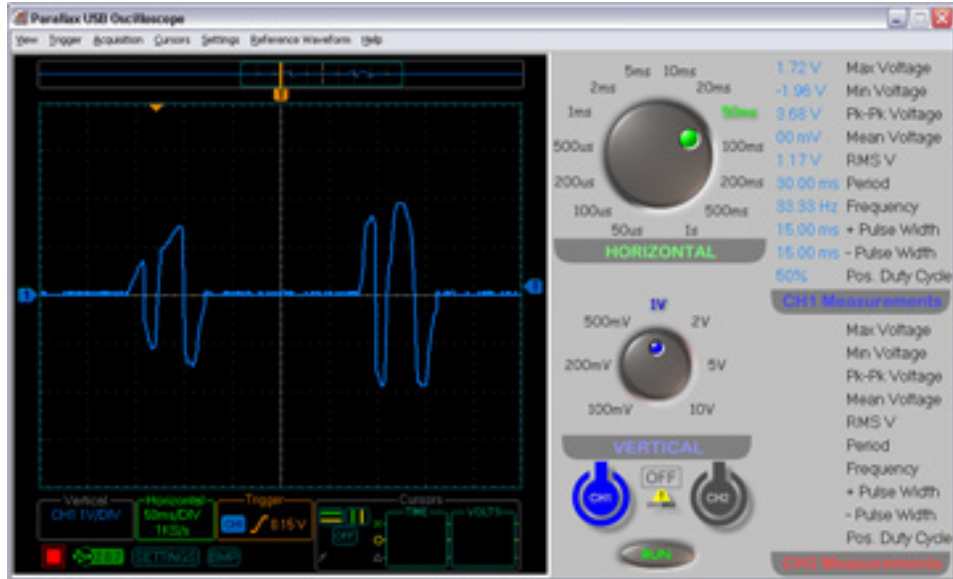 Parallax USB Oscilloscope
View Trigger Acquisition Cursors Settings Reference Waveform Help
5ms 10ms
2ms 20ms
1ms 50ms
500us 100ms
200us 200ms
100us 500ms
50us 1s
HORIZONTAL
1.72 V Max Voltage
-1.96 V Min Voltage
3.68 V Pk-Pk Voltage
00 mV Mean Voltage
1.17 V RMS V
30.00 ms Period
33.33 Hz Frequency
15.00 ms + Pulse Width
15.00 ms - Pulse Width
50% Pos. Duty Cycle
CH1 Measurements
1V
500mV 2V
200mV 5V
100mV 10V
VERTICAL
OFF
CH1 CH2
RUN
Max Voltage
Min Voltage
Pk-Pk Voltage
Mean Voltage
RMS V
Period
Frequency
+ Pulse Width
- Pulse Width
Pos. Duty Cycle
CH2 Measurements
Vertical
CH1 1V/DIV
Horizontal
50ms/DIV
1KS/s
Trigger
CH1 0.15 V
Cursors
TIME VOLTS
OFF
SETTINGS BMP